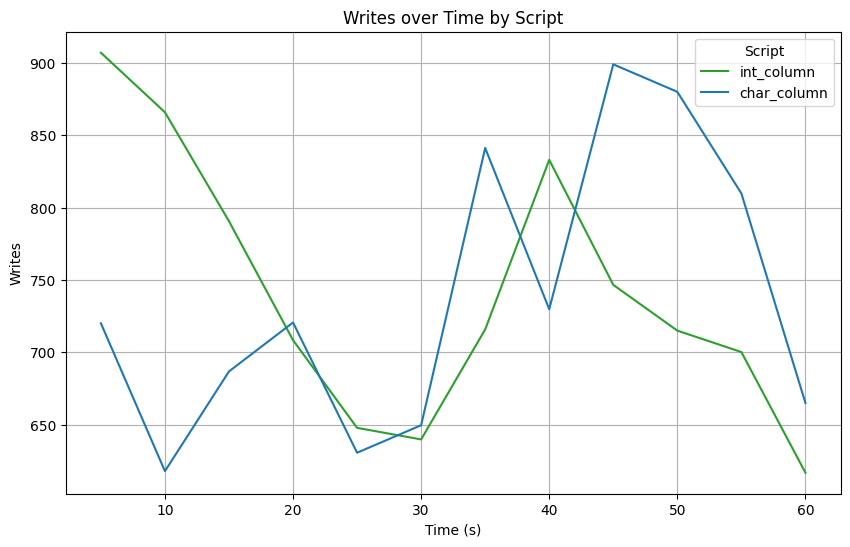 Writes over Time by Script
Script
int_column
char_column
Writes
900
850
800
750
700
650
10 20 30 40 50 60
Time (s)